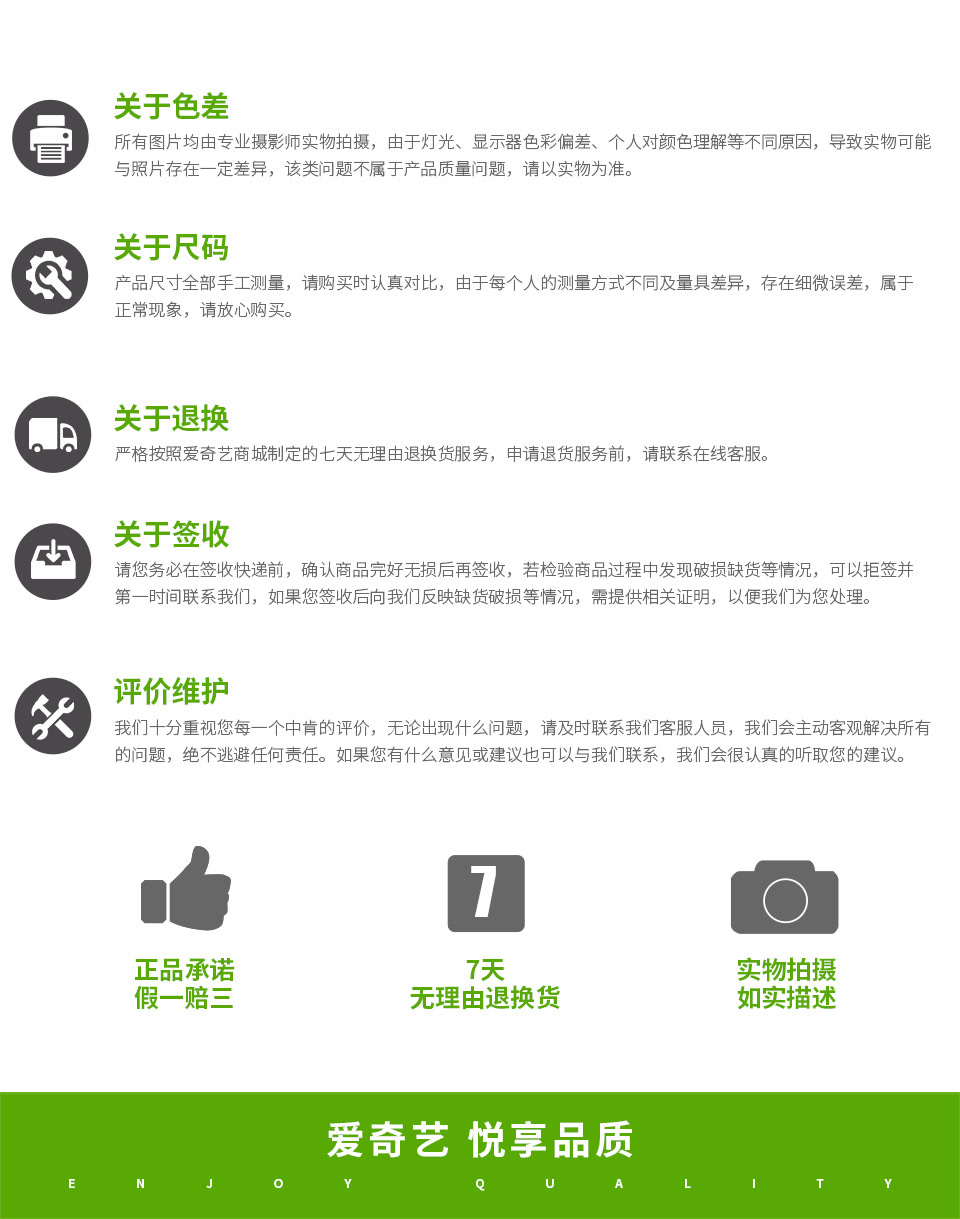 关于色差
所有图片均由专业摄影师实物拍摄，由于灯光、显示器色彩偏差、个人对颜色理解等不同原因，导致实物可能
与照片存在一定差异，该类问题不属于产品质量问题，请以实物为准。
关于尺码
产品尺寸全部手工测量，请购买时认真对比，由于每个人的测量方式不同及量具差异，存在细微误差，属于
正常现象，请放心购买。
关于退换
严格按照爱奇艺商城制定的七天无理由退换货服务，申请退货服务前，请联系在线客服。
关于签收
请您务必在签收快递前，确认商品完好无损后再签收，若检验商品过程中发现破损缺货等情况，可以拒签并
第一时间联系我们，如果您签收后向我们反映缺货破损等情况，需提供相关证明，以便我们为您处理。
评价维护
我们十分重视您每一个中肯的评价，无论出现什么问题，请及时联系我们客服人员，我们会主动客观解决所有
的问题，绝不逃避任何责任。如果您有什么意见或建议也可以与我们联系，我们会很认真的听取您的建议。
7
正品承诺
假一赔三
7天
无理由退换货
实物拍摄
如实描述
爱奇艺 悦享品质
ENJOY QUALITY